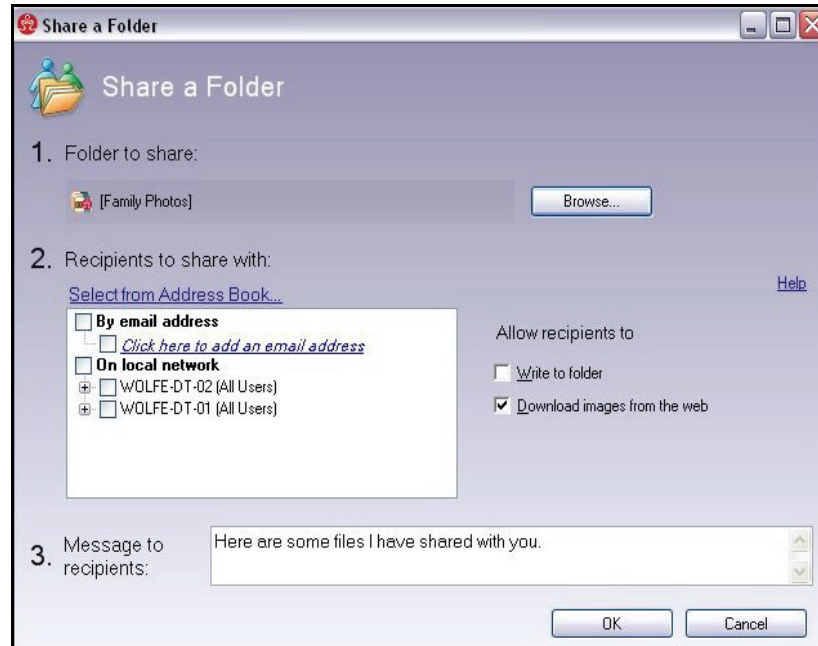 Share a Folder
Share a Folder
1. Folder to share:
[Family Photos]
Browse...
2. Recipients to share with:
Help
Select from Address Book...
By email address
Click here to add an email address
On local network
WOLFE-DT-02 (All Users)
WOLFE-DT-01 (All Users)
Allow recipients to
Write to folder
Download images from the web
3. Message to
recipients:
Here are some files I have shared with you.
OK
Cancel